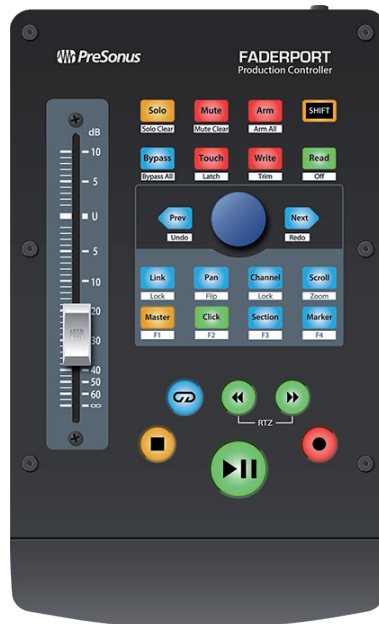 PreSonus
FADERPORT
Production Controller
Solo Mute Arm SHIFT
Solo Clear Mute Clear Arm All
Bypass Touch Write Read
Bypass All Latch Trim Off
Prev Next
Undo Redo
Link Pan Channel Scroll
Lock Flip Lock Zoom
Master Click Section Marker
F1 F2 F3 F4
RTZ
dB
10
5
U
5
10
20
30
40
50
60
∞